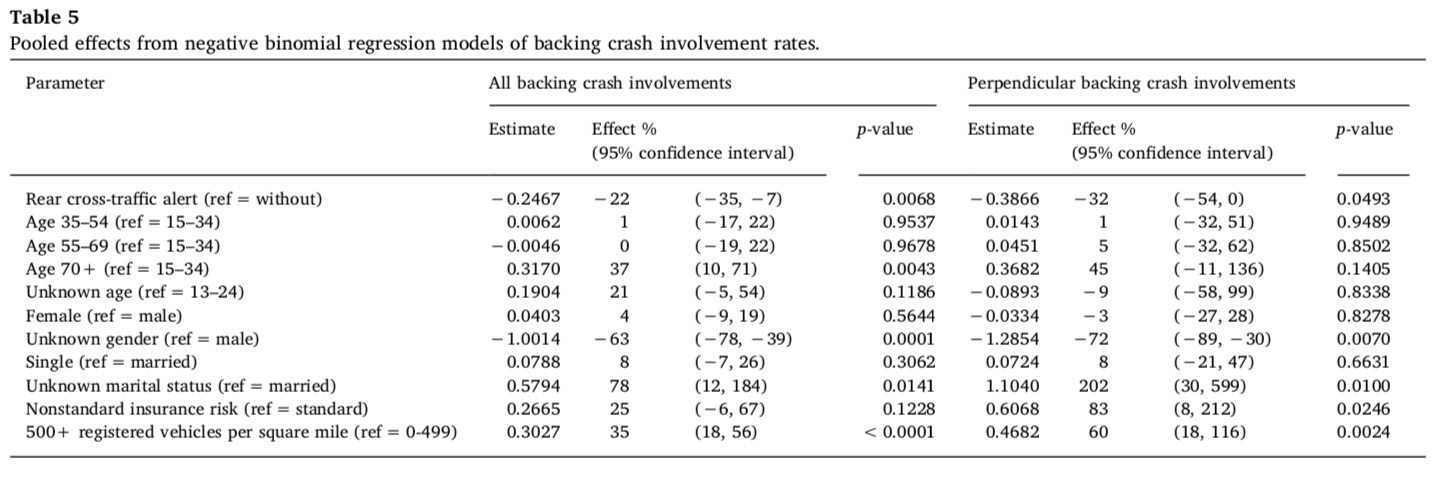 Table 5
Pooled effects from negative binomial regression models of backing crash involvement rates.
Parameter All backing crash involvements Perpendicular backing crash involvements
Estimate Effect % p-value Estimate Effect % p-value
(95% confidence interval) (95% confidence interval)
Rear cross-traffic alert (ref = without) −0.2467 −22 (−35, −7) 0.0068 −0.3866 −32 (−54, 0) 0.0493
Age 35–54 (ref = 15–34) 0.0062 1 (−17, 22) 0.9537 0.0143 1 (−32, 51) 0.9489
Age 55–69 (ref = 15–34) −0.0046 0 (−19, 22) 0.9678 0.0451 5 (−32, 62) 0.8502
Age 70+ (ref = 15–34) 0.3170 37 (10, 71) 0.0043 0.3682 45 (−11, 136) 0.1405
Unknown age (ref = 13–24) 0.1904 21 (−5, 54) 0.1186 −0.0893 −9 (−58, 99) 0.8338
Female (ref = male) 0.0403 4 (−9, 19) 0.5644 −0.0334 −3 (−27, 28) 0.8278
Unknown gender (ref = male) −1.0014 −63 (−78, −39) 0.0001 −1.2854 −72 (−89, −30) 0.0070
Single (ref = married) 0.0788 8 (−7, 26) 0.3062 0.0724 8 (−21, 47) 0.6631
Unknown marital status (ref = married) 0.5794 78 (12, 184) 0.0141 1.1040 202 (30, 599) 0.0100
Nonstandard insurance risk (ref = standard) 0.2665 25 (−6, 67) 0.1228 0.6068 83 (8, 212) 0.0246
500+ registered vehicles per square mile (ref = 0-499) 0.3027 35 (18, 56) < 0.0001 0.4682 60 (18, 116) 0.0024